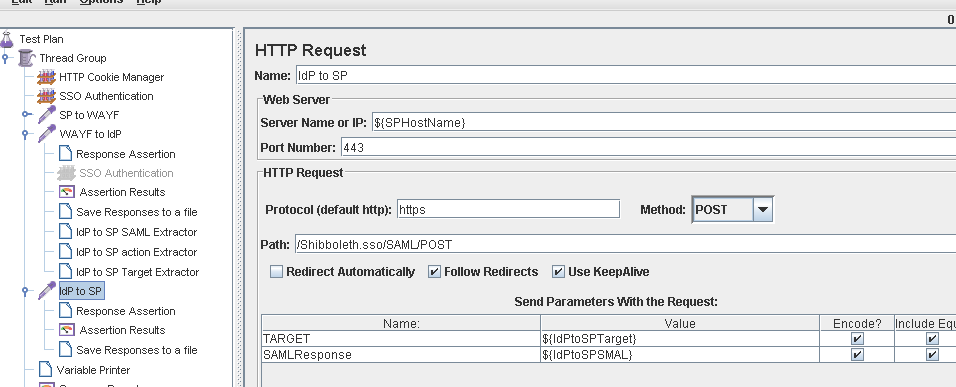 Edit Run Options Help
0
Test Plan
Thread Group
HTTP Cookie Manager
SSO Authentication
SP to WAYF
WAYF to IdP
Response Assertion
SSO Authentication
Assertion Results
Save Responses to a file
IdP to SP SAML Extractor
IdP to SP action Extractor
IdP to SP Target Extractor
IdP to SP
Response Assertion
Assertion Results
Save Responses to a file
Variable Printer
HTTP Request
Name: IdP to SP
Web Server
Server Name or IP: ${SPHostName}
Port Number: 443
HTTP Request
Protocol (default http): https Method: POST
Path: /Shibboleth.sso/SAML/POST
Redirect Automatically Follow Redirects Use KeepAlive
Send Parameters With the Request:
Name: Value Encode? Include Equ
TARGET ${IdPtoSPTarget}
SAMLResponse ${IdPtoSPSMAL}